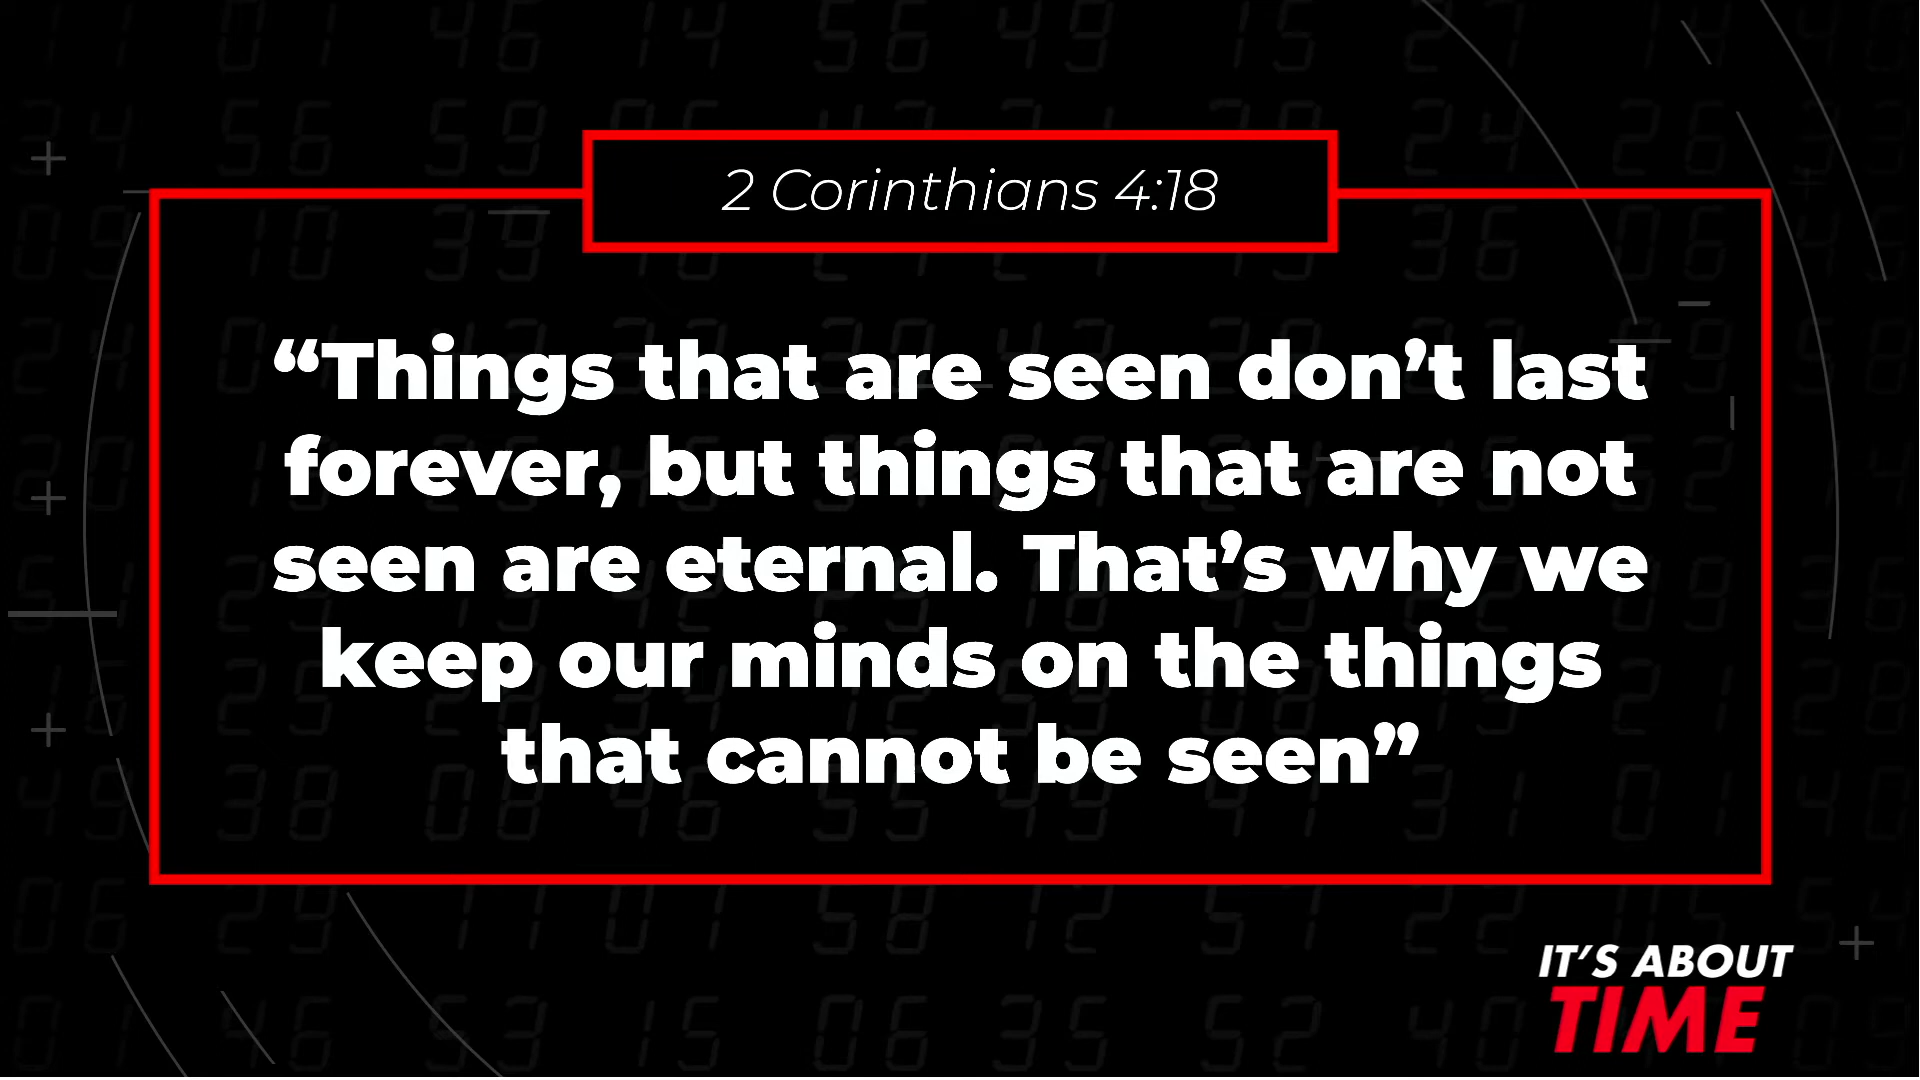 2 Corinthians 4:18
“Things that are seen don’t last
forever, but things that are not
seen are eternal. That’s why we
keep our minds on the things
that cannot be seen”
IT’S ABOUT
TIME